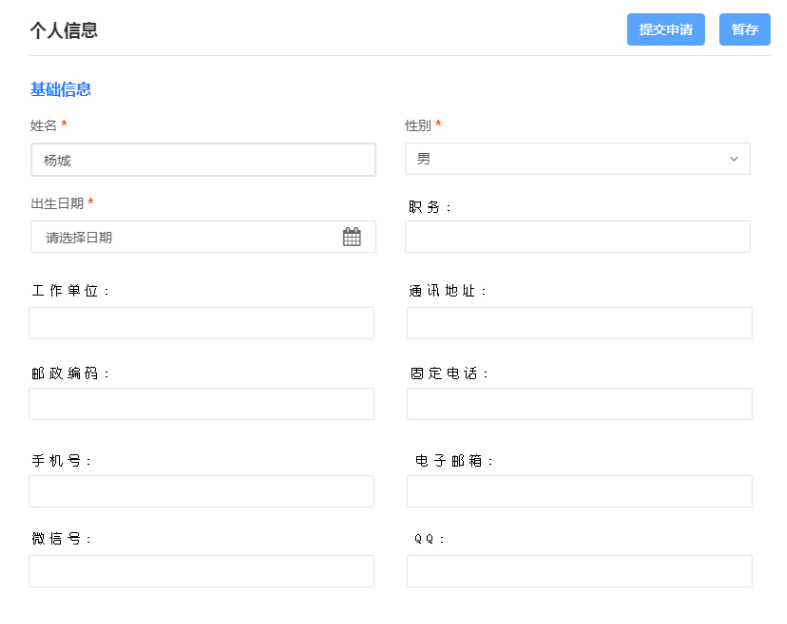 个人信息 提交申请 暂存
基础信息
姓名 * 性别 *
杨城 男
出生日期 * 职务：
请选择日期
工作单位： 通讯地址：
邮政编码： 固定电话：
手机号： 电子邮箱：
微信号： QQ：